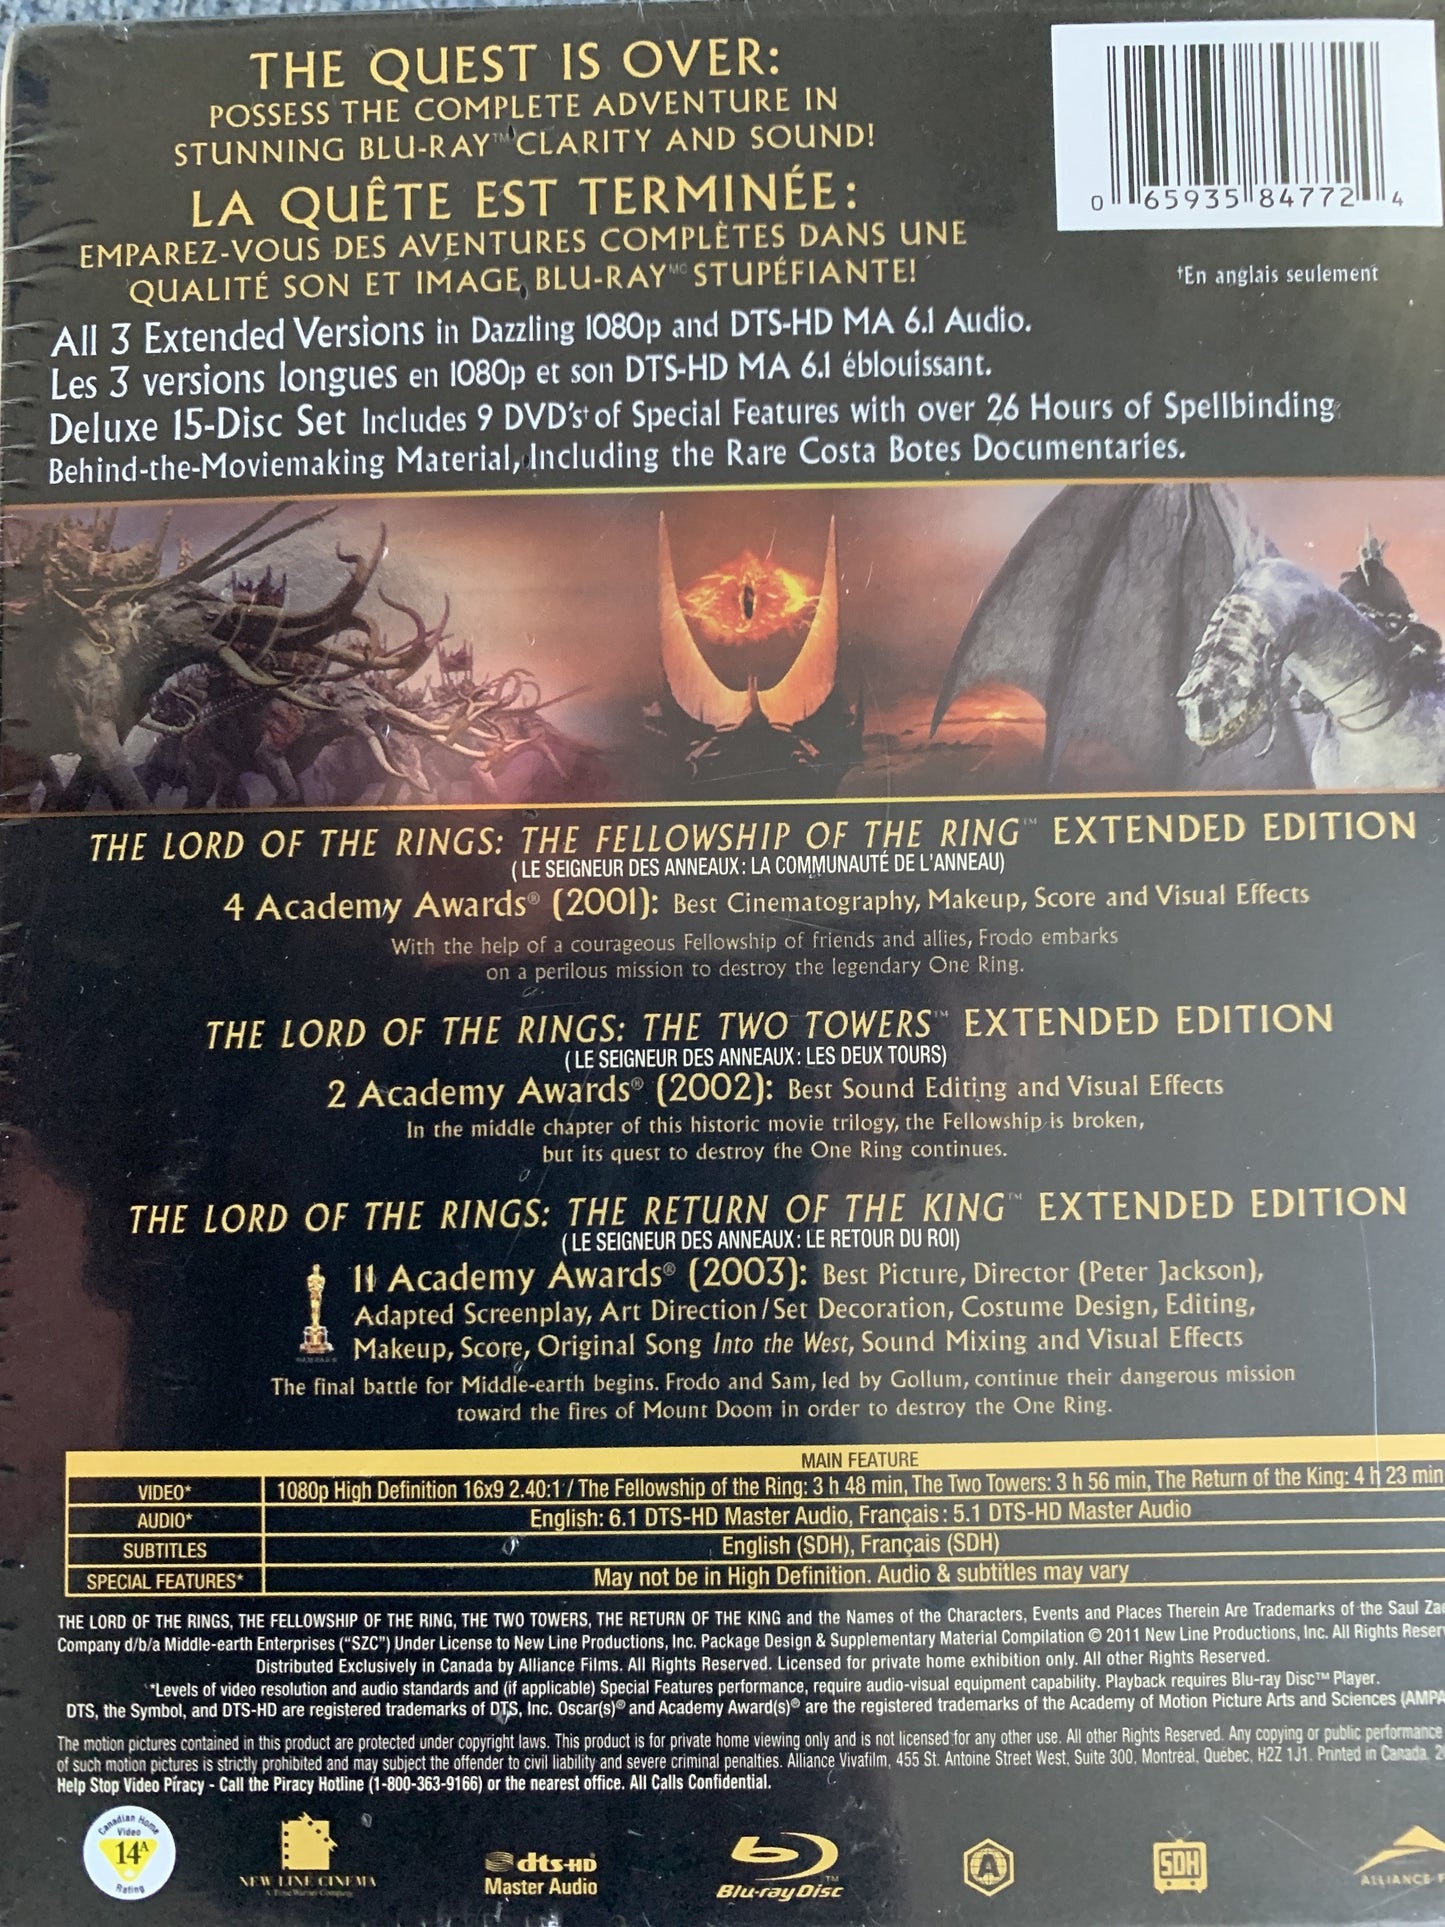 THE QUEST IS OVER:
POSSESS THE COMPLETE ADVENTURE IN
STUNNING BLU-RAY™ CLARITY AND SOUND!
LA QUÊTE EST TERMINÉE:
EMPAREZ-VOUS DES AVENTURES COMPLÈTES DANS UNE
QUALITÉ SON ET IMAGE BLU-RAY MC STUPÉFIANTE!
0 65935 84772 4
†En anglais seulement
All 3 Extended Versions in Dazzling 1080p and DTS-HD MA 6.1 Audio.
Les 3 versions longues en 1080p et son DTS-HD MA 6.1 éblouissant.
Deluxe 15-Disc Set Includes 9 DVD's† of Special Features with over 26 Hours of Spellbinding
Behind-the-Moviemaking Material, Including the Rare Costa Botes Documentaries.
THE LORD OF THE RINGS: THE FELLOWSHIP OF THE RING™ EXTENDED EDITION
(LE SEIGNEUR DES ANNEAUX: LA COMMUNAUTÉ DE L'ANNEAU)
4 Academy Awards® (2001): Best Cinematography, Makeup, Score and Visual Effects
With the help of a courageous Fellowship of friends and allies, Frodo embarks
on a perilous mission to destroy the legendary One Ring.
THE LORD OF THE RINGS: THE TWO TOWERS™ EXTENDED EDITION
(LE SEIGNEUR DES ANNEAUX: LES DEUX TOURS)
2 Academy Awards® (2002): Best Sound Editing and Visual Effects
In the middle chapter of this historic movie trilogy, the Fellowship is broken,
but its quest to destroy the One Ring continues.
THE LORD OF THE RINGS: THE RETURN OF THE KING™ EXTENDED EDITION
(LE SEIGNEUR DES ANNEAUX: LE RETOUR DU ROI)
11 Academy Awards® (2003): Best Picture, Director (Peter Jackson),
Adapted Screenplay, Art Direction/Set Decoration, Costume Design, Editing,
Makeup, Score, Original Song Into the West, Sound Mixing and Visual Effects
The final battle for Middle-earth begins. Frodo and Sam, led by Gollum, continue their dangerous mission
toward the fires of Mount Doom in order to destroy the One Ring.
MAIN FEATURE
VIDEO* 1080p High Definition 16x9 2.40:1 / The Fellowship of the Ring: 3 h 48 min, The Two Towers: 3 h 56 min, The Return of the King: 4 h 23 min
AUDIO* English: 6.1 DTS-HD Master Audio, Français: 5.1 DTS-HD Master Audio
SUBTITLES English (SDH), Français (SDH)
SPECIAL FEATURES* May not be in High Definition. Audio & subtitles may vary
THE LORD OF THE RINGS, THE FELLOWSHIP OF THE RING, THE TWO TOWERS, THE RETURN OF THE KING and the Names of the Characters, Events and Places Therein Are Trademarks of the Saul Zae
Company d/b/a Middle-earth Enterprises ("SZC") Under License to New Line Productions, Inc. Package Design & Supplementary Material Compilation © 2011 New Line Productions, Inc. All Rights Reserv
Distributed Exclusively in Canada by Alliance Films. All Rights Reserved. Licensed for private home exhibition only. All other Rights Reserved.
*Levels of video resolution and audio standards and (if applicable) Special Features performance, require audio-visual equipment capability. Playback requires Blu-ray Disc™ Player.
DTS, the Symbol, and DTS-HD are registered trademarks of DTS, Inc. Oscar(s)® and Academy Award(s)® are the registered trademarks of the Academy of Motion Picture Arts and Sciences (AMPA
The motion pictures contained in this product are protected under copyright laws. This product is for private home viewing only and is not licensed for any other use. All other Rights Reserved. Any copying or public performance
of such motion pictures is strictly prohibited and may subject the offender to civil liability and severe criminal penalties. Alliance Vivafilm, 455 St. Antoine Street West, Suite 300, Montréal, Québec, H2Z 1J1. Printed in Canada. 2
Help Stop Video Piracy - Call the Piracy Hotline (1-800-363-9166) or the nearest office. All Calls Confidential.
Canadian Home
Video
14A
Rating
NEW LINE CINEMA
A Time Warner Company
dts-HD
Master Audio
Blu-ray Disc™
A
SDH
ALLIANCE F